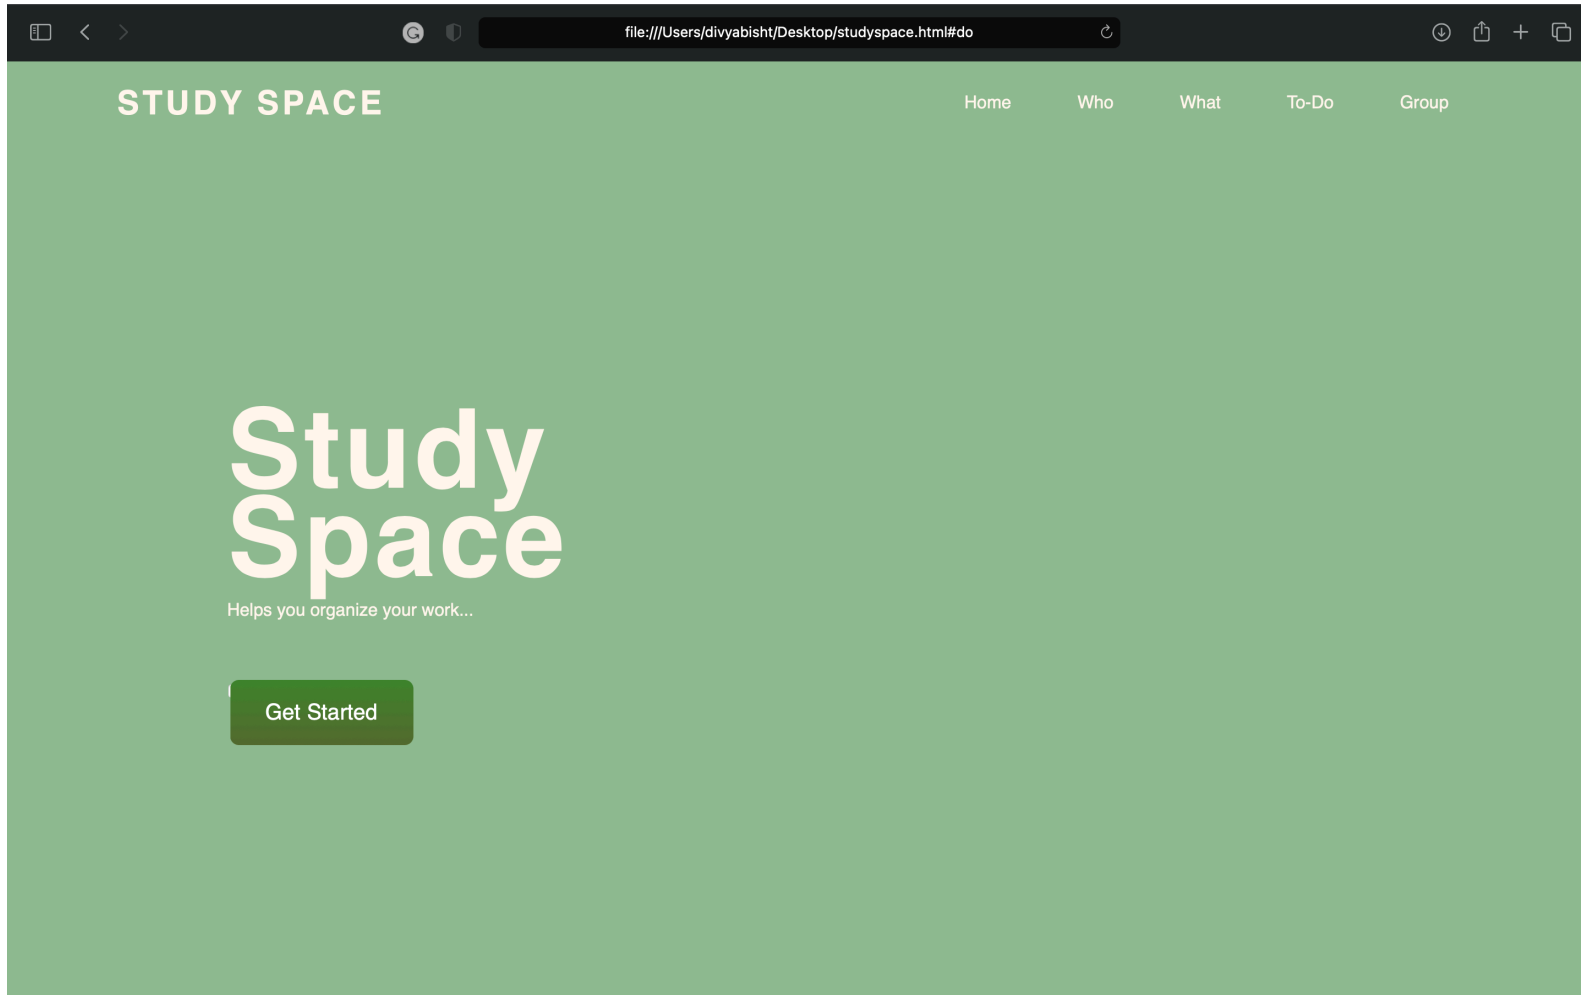 file:///Users/divyabisht/Desktop/studyspace.html#do
STUDY SPACE Home Who What To-Do Group
Study
Space
Helps you organize your work...
Get Started